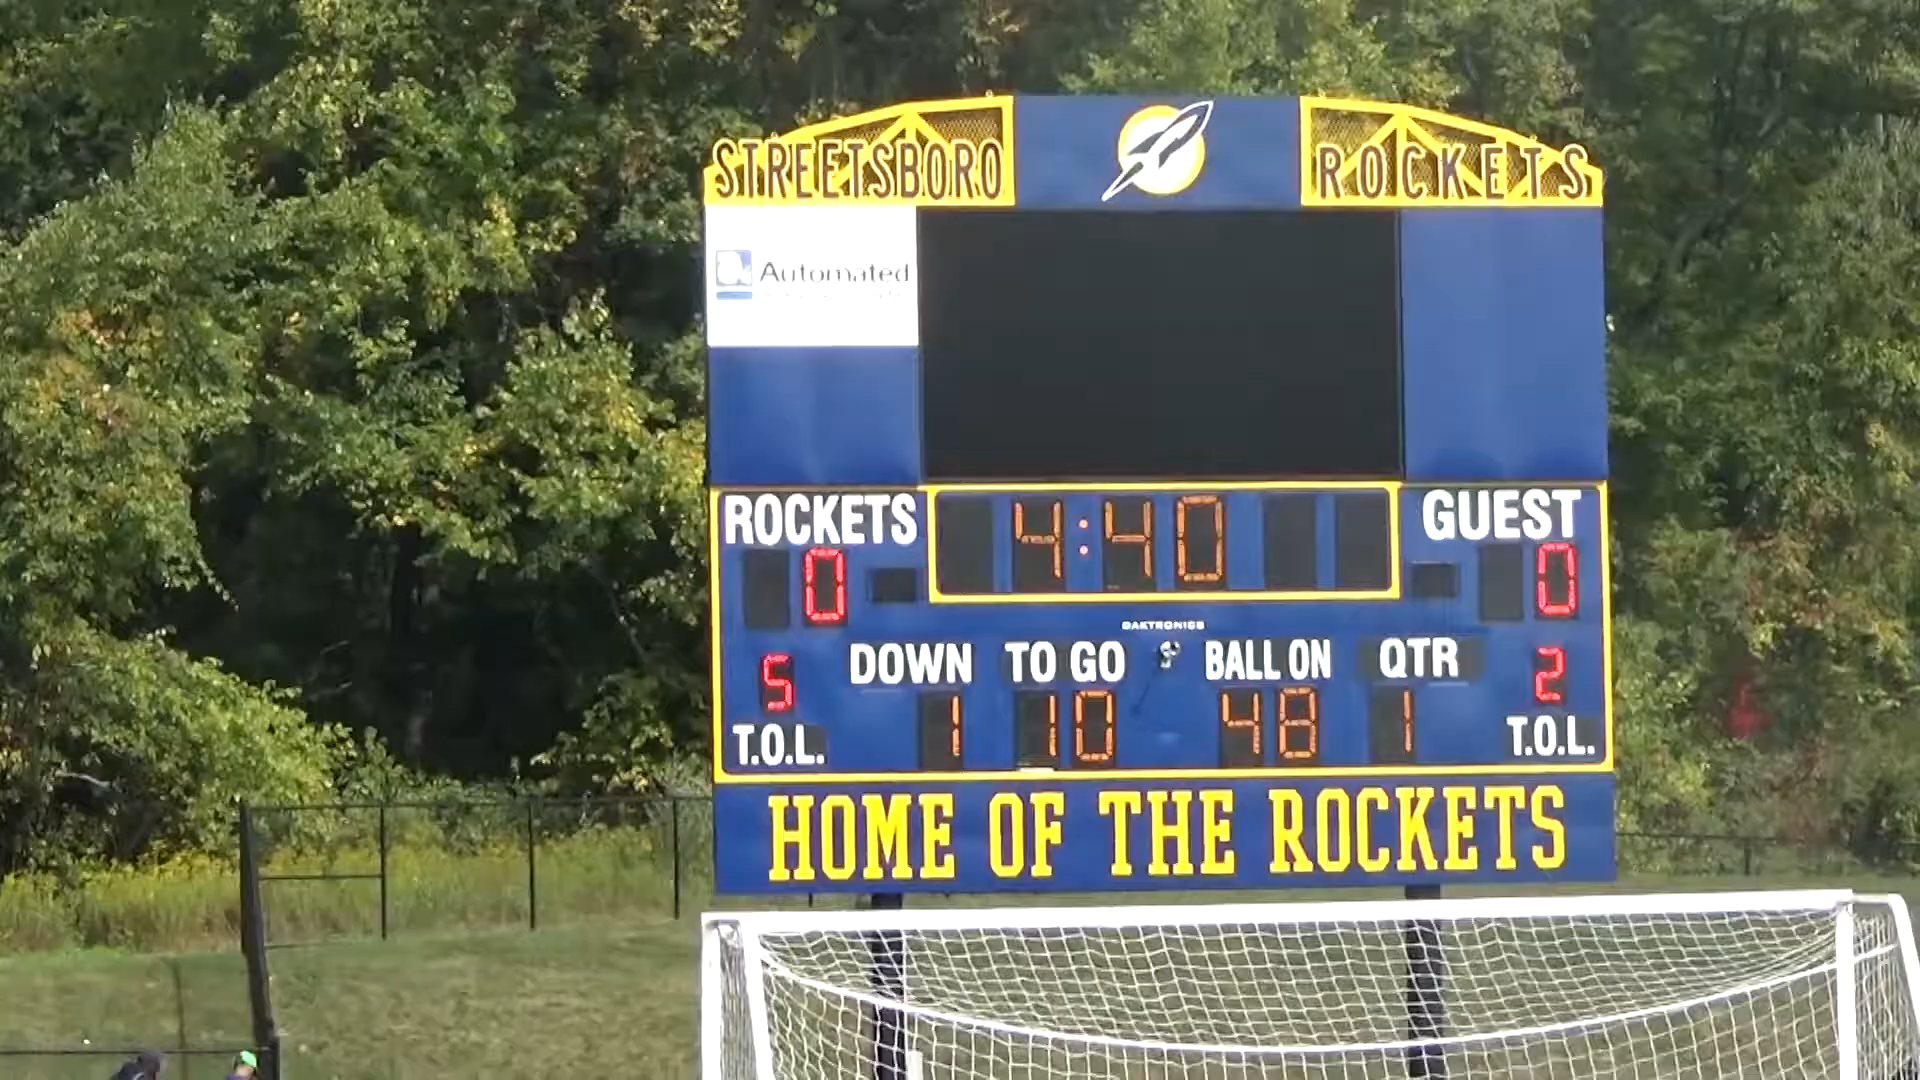 STREETSBORO ROCKETS
Automated
ROCKETS 4:40 GUEST
0 0
DAKTRONICS
DOWN TO GO BALL ON QTR
5 1 10 48 1 2
T.O.L. T.O.L.
HOME OF THE ROCKETS